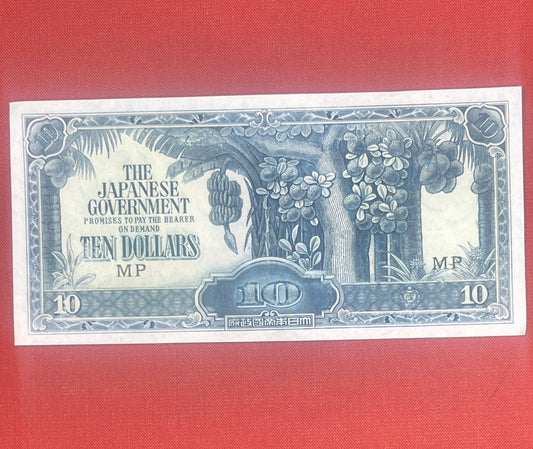 10 10
THE
JAPANESE
GOVERNMENT
PROMISES TO PAY THE BEARER
ON DEMAND
TEN DOLLARS
MP MP
10 10 10
府政國帝本日大